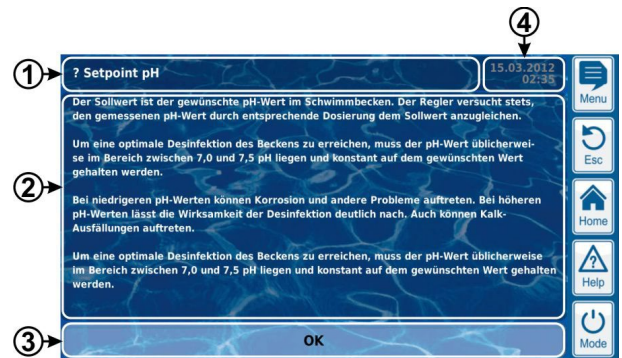 4
1
? Setpoint pH
15.03.2012
02:35
Menu
2
Der Sollwert ist der gewünschte pH-Wert im Schwimmbecken. Der Regler versucht stets,
den gemessenen pH-Wert durch entsprechende Dosierung dem Sollwert anzugleichen.
Um eine optimale Desinfektion des Beckens zu erreichen, muss der pH-Wert üblicherwei-
se im Bereich zwischen 7,0 und 7,5 pH liegen und konstant auf dem gewünschten Wert
gehalten werden.
Bei niedrigeren pH-Werten können Korrosion und andere Probleme auftreten. Bei höheren
pH-Werten lässt die Wirksamkeit der Desinfektion deutlich nach. Auch können Kalk-
Ausfällungen auftreten.
Um eine optimale Desinfektion des Beckens zu erreichen, muss der pH-Wert üblicherweise
im Bereich zwischen 7,0 und 7,5 pH liegen und konstant auf dem gewünschten Wert gehalten
werden.
Esc
Home
Help
3
OK
Mode